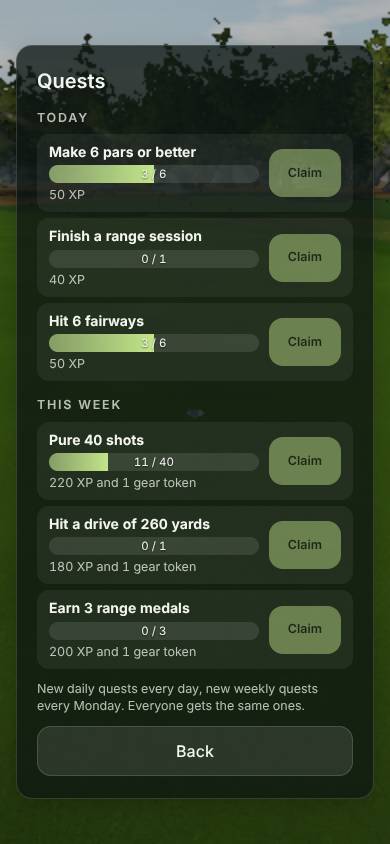 Quests
TODAY
Make 6 pars or better
3 / 6
50 XP
Claim
Finish a range session
0 / 1
40 XP
Claim
Hit 6 fairways
3 / 6
50 XP
Claim
THIS WEEK
Pure 40 shots
11 / 40
220 XP and 1 gear token
Claim
Hit a drive of 260 yards
0 / 1
180 XP and 1 gear token
Claim
Earn 3 range medals
0 / 3
200 XP and 1 gear token
Claim
New daily quests every day, new weekly quests
every Monday. Everyone gets the same ones.
Back